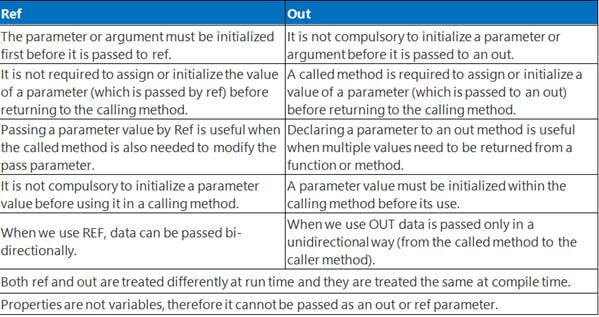 Ref
Out
The parameter or argument must be initialized
first before it is passed to ref.
It is not compulsory to initialize a parameter or
argument before it is passed to an out.
It is not required to assign or initialize the value
of a parameter (which is passed by ref) before
returning to the calling method.
A called method is required to assign or initialize a
value of a parameter (which is passed to an out)
before returning to the calling method.
Passing a parameter value by Ref is useful when
the called method is also needed to modify the
pass parameter.
Declaring a parameter to an out method is useful
when multiple values need to be returned from a
function or method.
It is not compulsory to initialize a parameter
value before using it in a calling method.
A parameter value must be initialized within the
calling method before its use.
When we use REF, data can be passed bi-
directionally.
When we use OUT data is passed only in a
unidirectional way (from the called method to the
caller method).
Both ref and out are treated differently at run time and they are treated the same at compile time.
Properties are not variables, therefore it cannot be passed as an out or ref parameter.